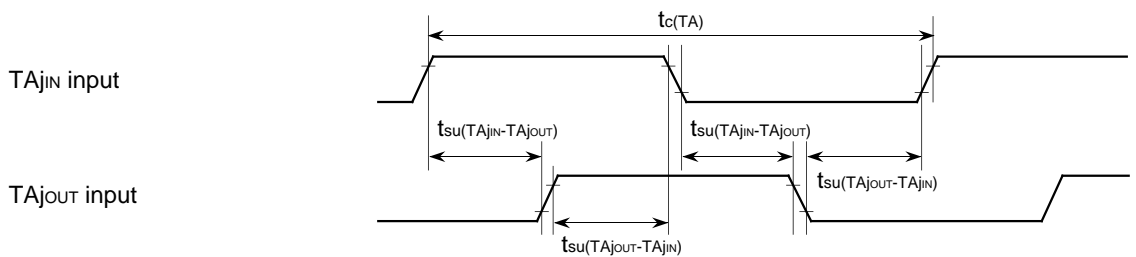 tc(TA)
TAjIN input
tsu(TAjIN-TAjOUT) tsu(TAjIN-TAjOUT)
tsu(TAjOUT-TAjIN)
TAjOUT input
tsu(TAjOUT-TAjIN)